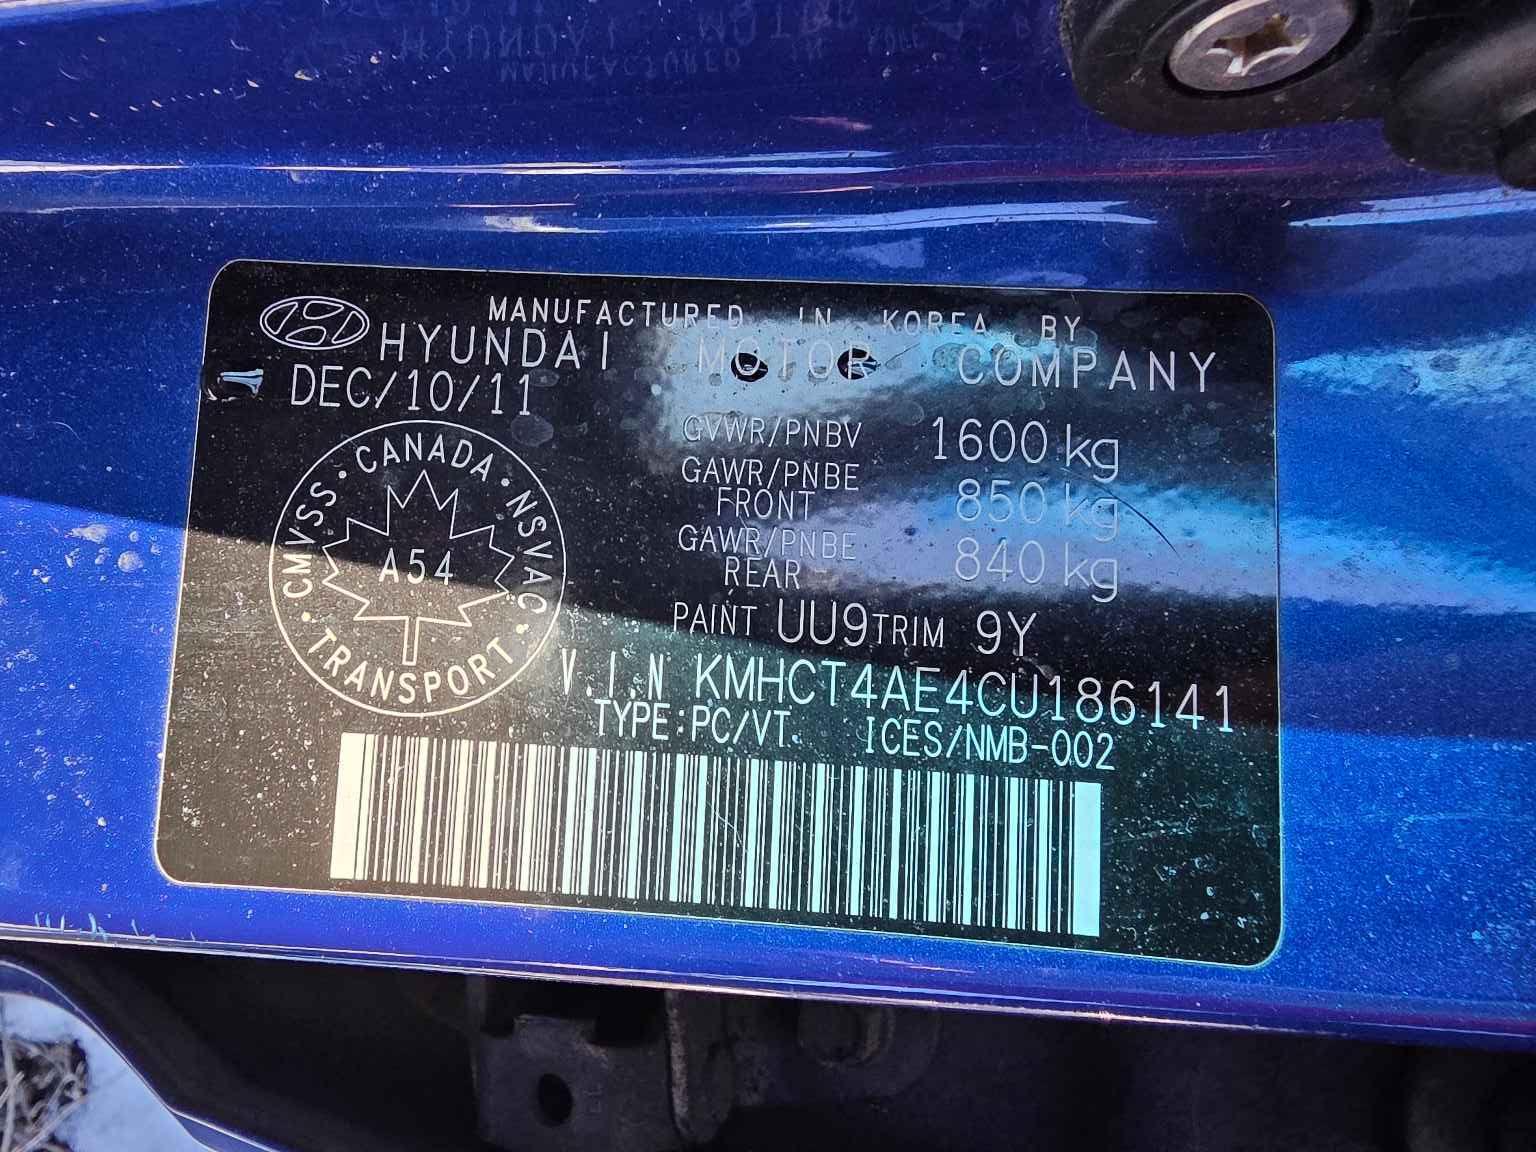 MANUFACTURED IN KOREA BY
HYUNDAI MOTOR COMPANY
DEC/10/11
GVWR/PNBV 1600 kg
GAWR/PNBE FRONT 850 kg
GAWR/PNBE REAR 840 kg
CANADA · NSVAC · TRANSPORT · CMVSS ·
A54
PAINT UU9 TRIM 9Y
V.I.N KMHCT4AE4CU186141
TYPE:PC/VT ICES/NMB-002